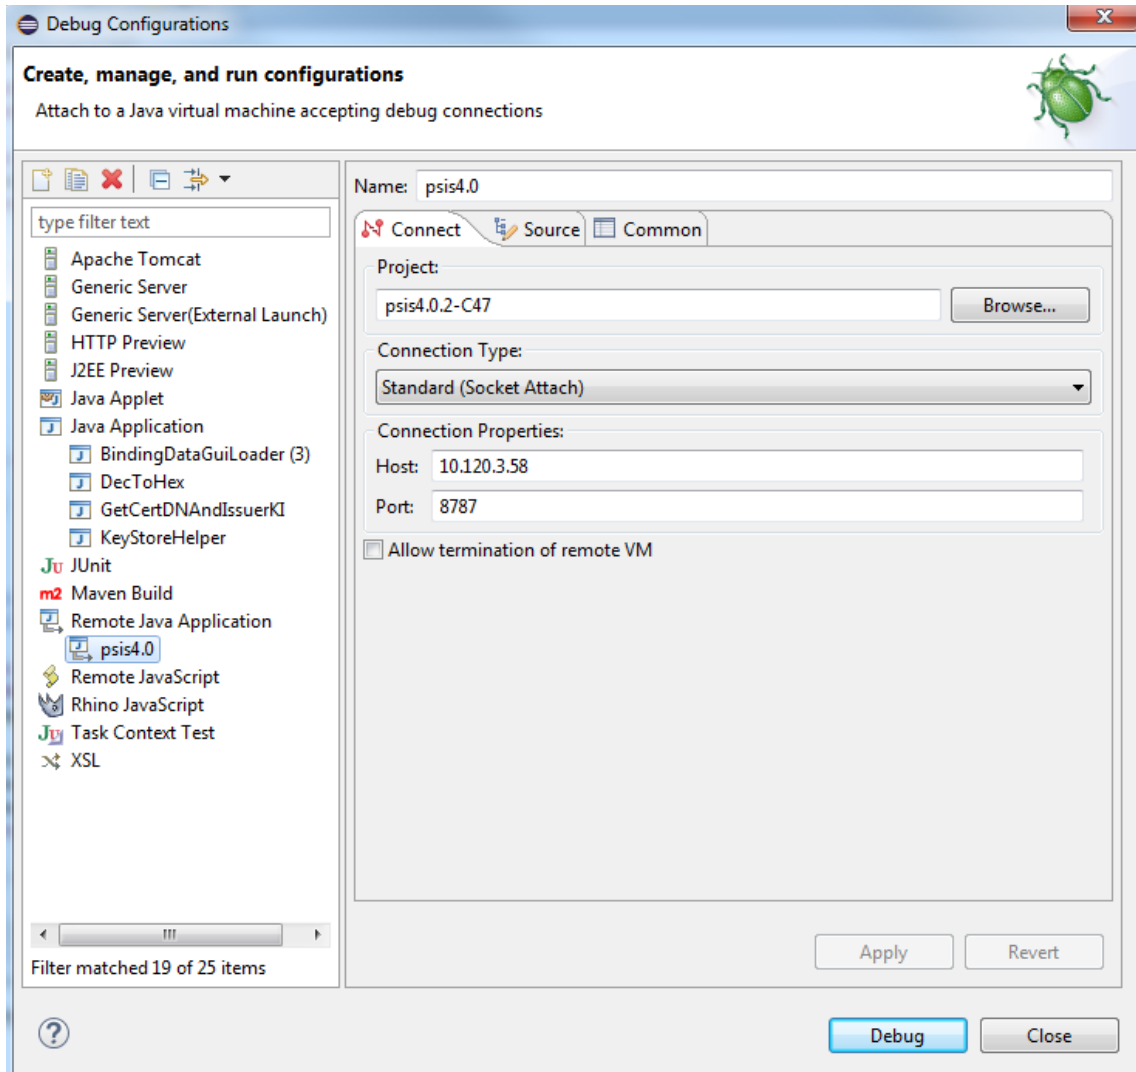 Debug Configurations
x
Create, manage, and run configurations
Attach to a Java virtual machine accepting debug connections
type filter text
Apache Tomcat
Generic Server
Generic Server(External Launch)
HTTP Preview
J2EE Preview
Java Applet
Java Application
BindingDataGuiLoader (3)
DecToHex
GetCertDNAndIssuerKI
KeyStoreHelper
JU JUnit
m2 Maven Build
Remote Java Application
psis4.0
Remote JavaScript
Rhino JavaScript
JU Task Context Test
XSL
Filter matched 19 of 25 items
Name: psis4.0
Connect Source Common
Project:
psis4.0.2-C47 Browse...
Connection Type:
Standard (Socket Attach)
Connection Properties:
Host: 10.120.3.58
Port: 8787
Allow termination of remote VM
Apply Revert
? Debug Close